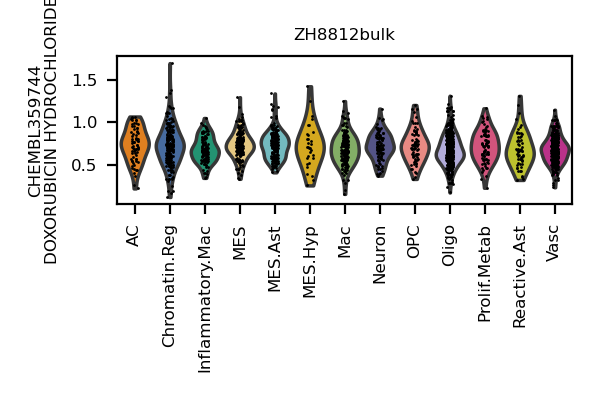 ZH8812bulk
CHEMBL359744
DOXORUBICIN HYDROCHLORIDE
1.5
1.0
0.5
AC
Chromatin.Reg
Inflammatory.Mac
MES
MES.Ast
MES.Hyp
Mac
Neuron
OPC
Oligo
Prolif.Metab
Reactive.Ast
Vasc